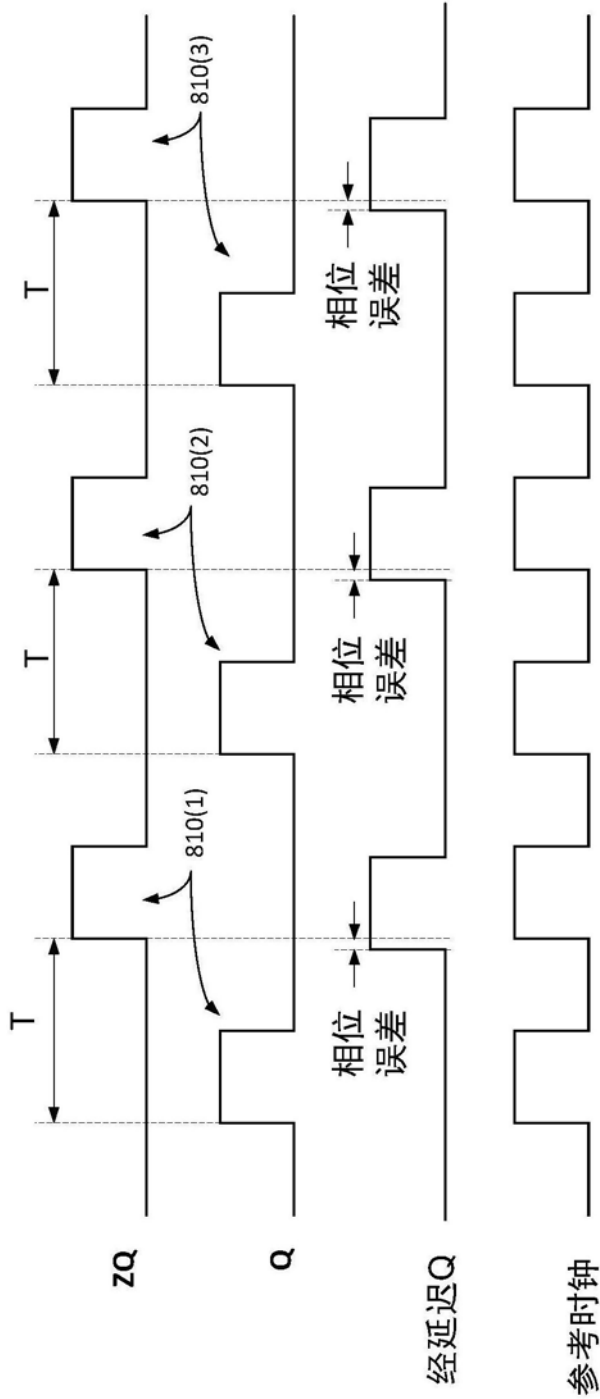 T
T
T
ZQ
810(1)
810(2)
810(3)
Q
相位
误差
相位
误差
相位
误差
经延迟Q
参考时钟